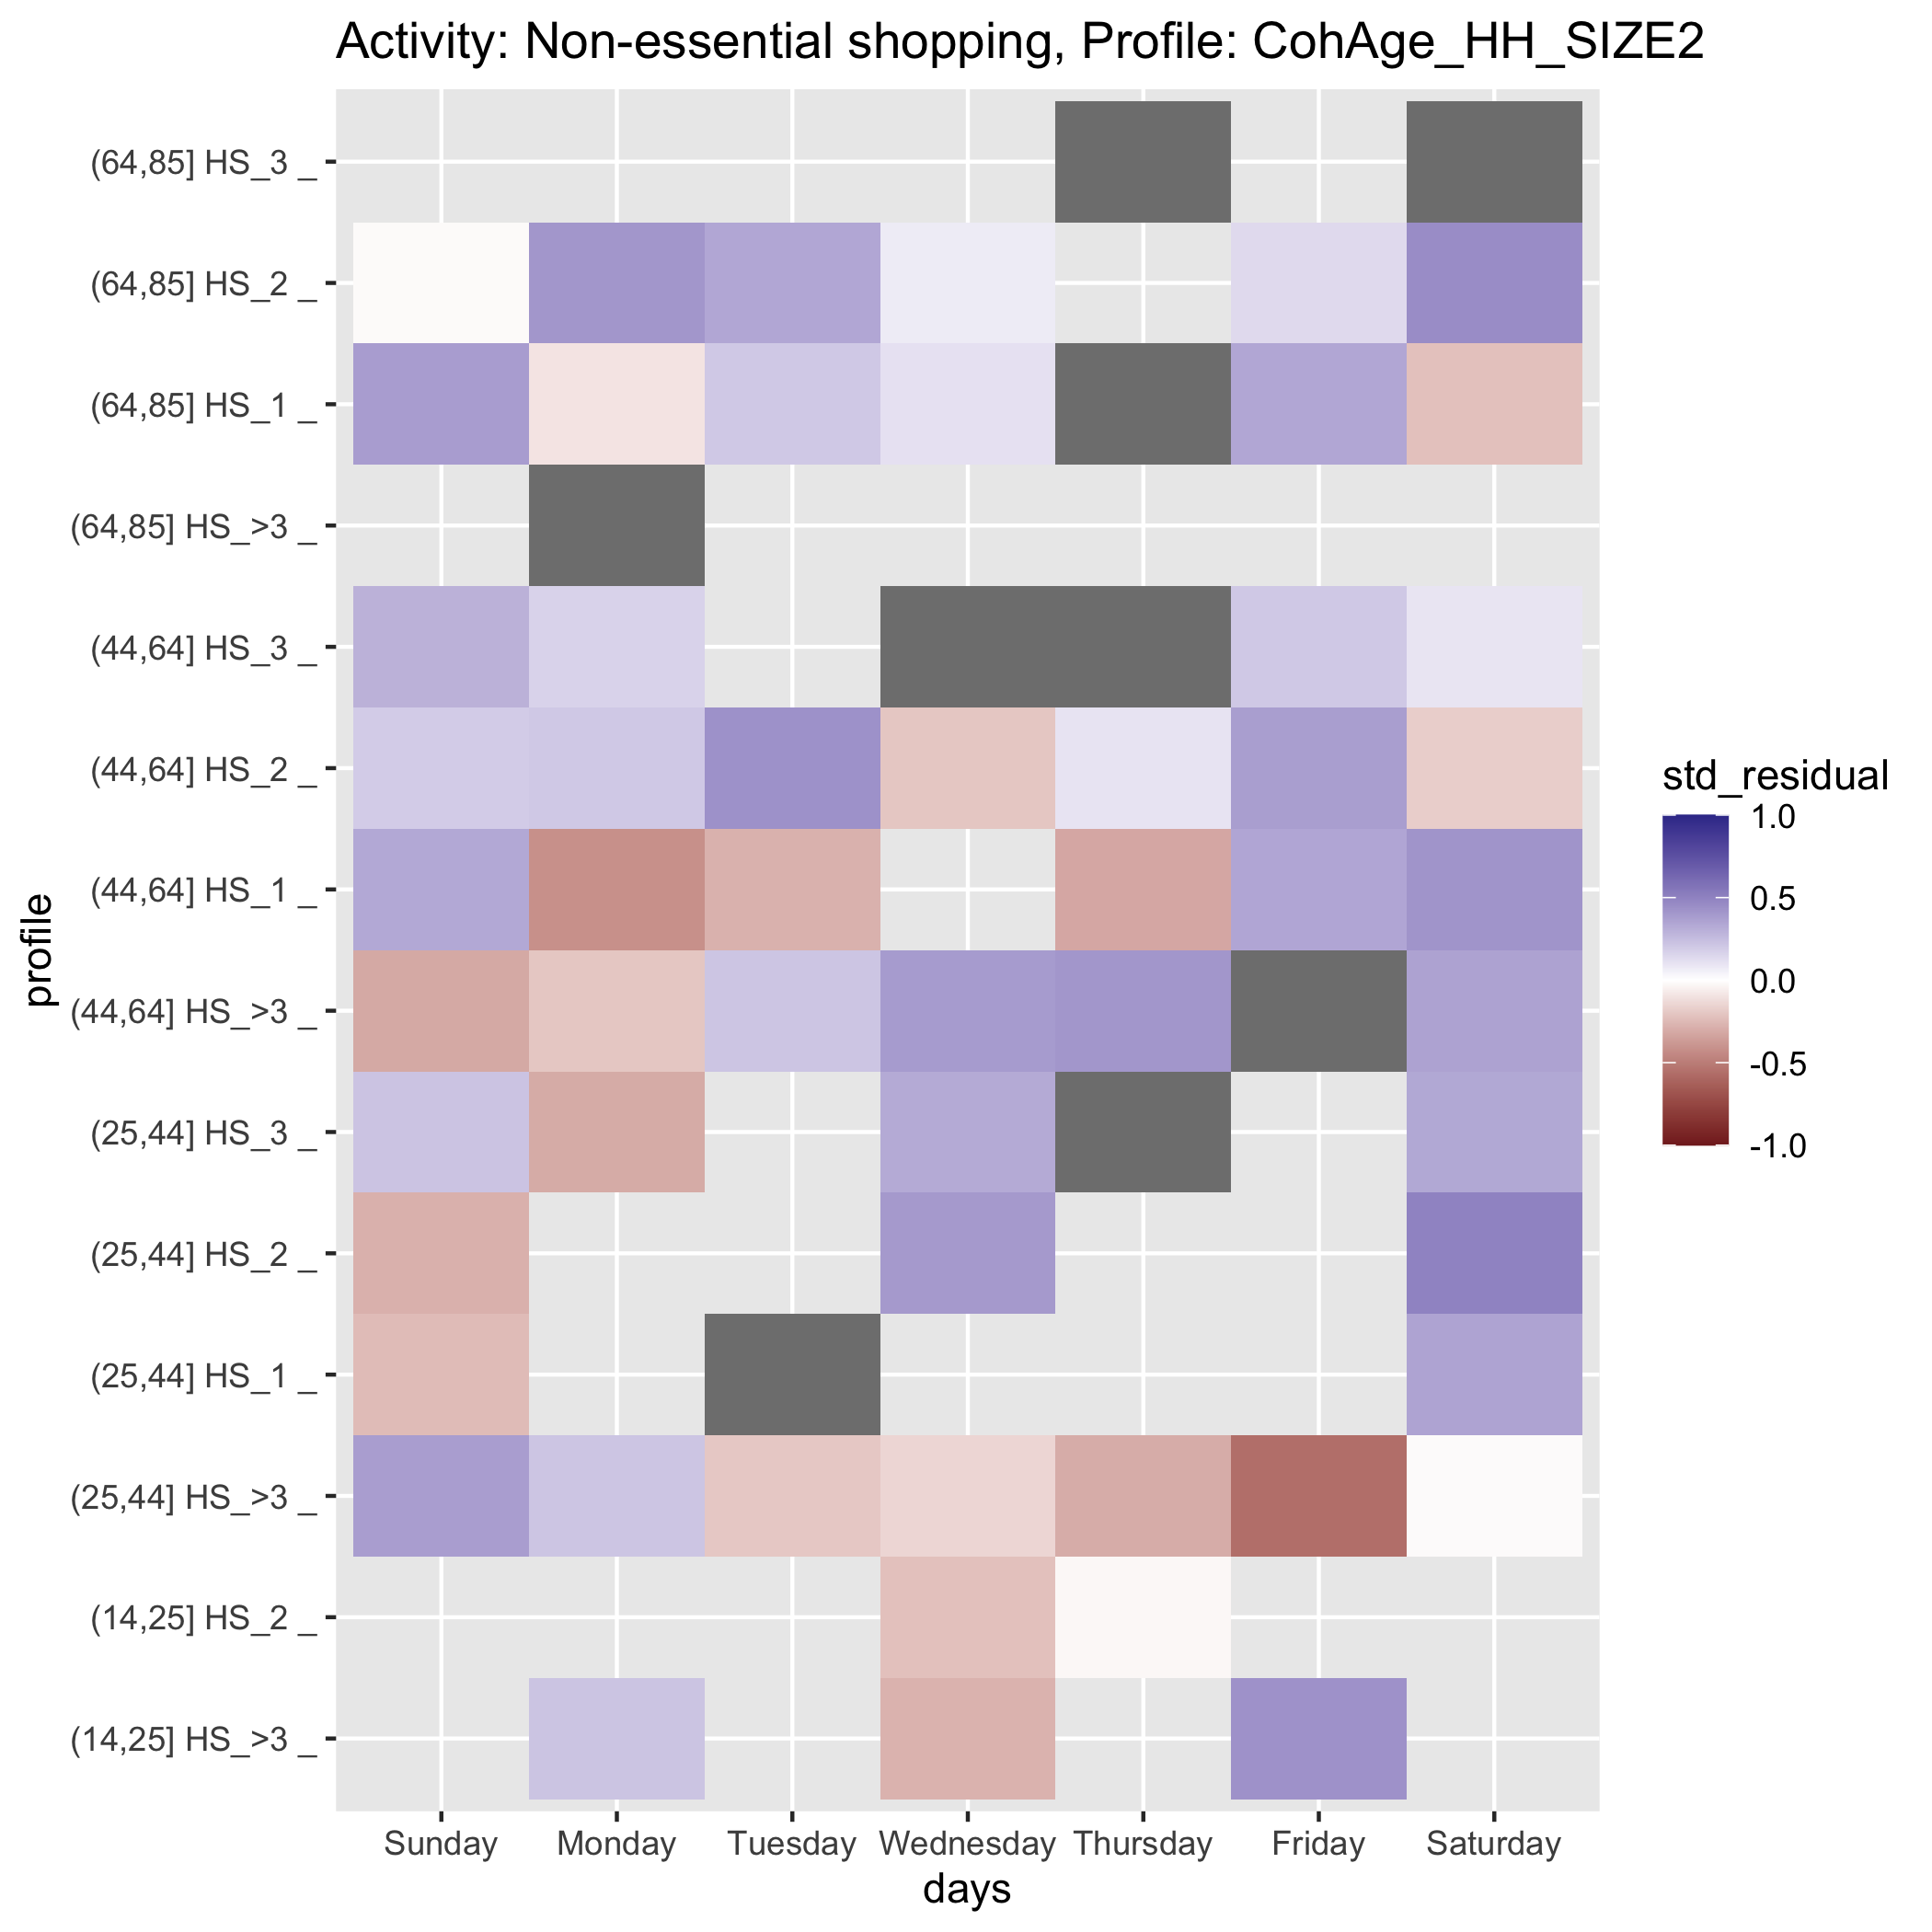 Activity: Non-essential shopping, Profile: CohAge_HH_SIZE2
profile
(64,85] HS_3 _
(64,85] HS_2 _
(64,85] HS_1 _
(64,85] HS_>3 _
(44,64] HS_3 _
(44,64] HS_2 _
(44,64] HS_1 _
(44,64] HS_>3 _
(25,44] HS_3 _
(25,44] HS_2 _
(25,44] HS_1 _
(25,44] HS_>3 _
(14,25] HS_2 _
(14,25] HS_>3 _
Sunday Monday Tuesday Wednesday Thursday Friday Saturday
days
std_residual
1.0
0.5
0.0
-0.5
-1.0